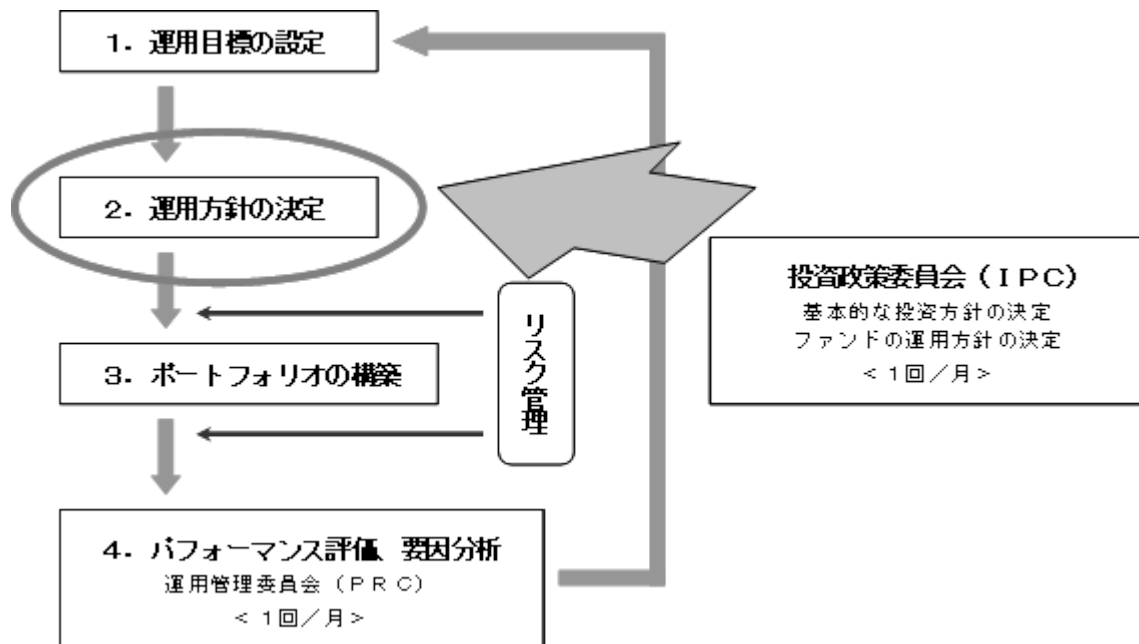 1．運用目標の設定
2．運用方針の決定
3．ポートフォリオの構築
4．パフォーマンス評価、要因分析
運用管理委員会（ＰＲＣ）
＜１回／月＞
リスク管理
投資政策委員会（ＩＰＣ）
基本的な投資方針の決定
ファンドの運用方針の決定
＜１回／月＞